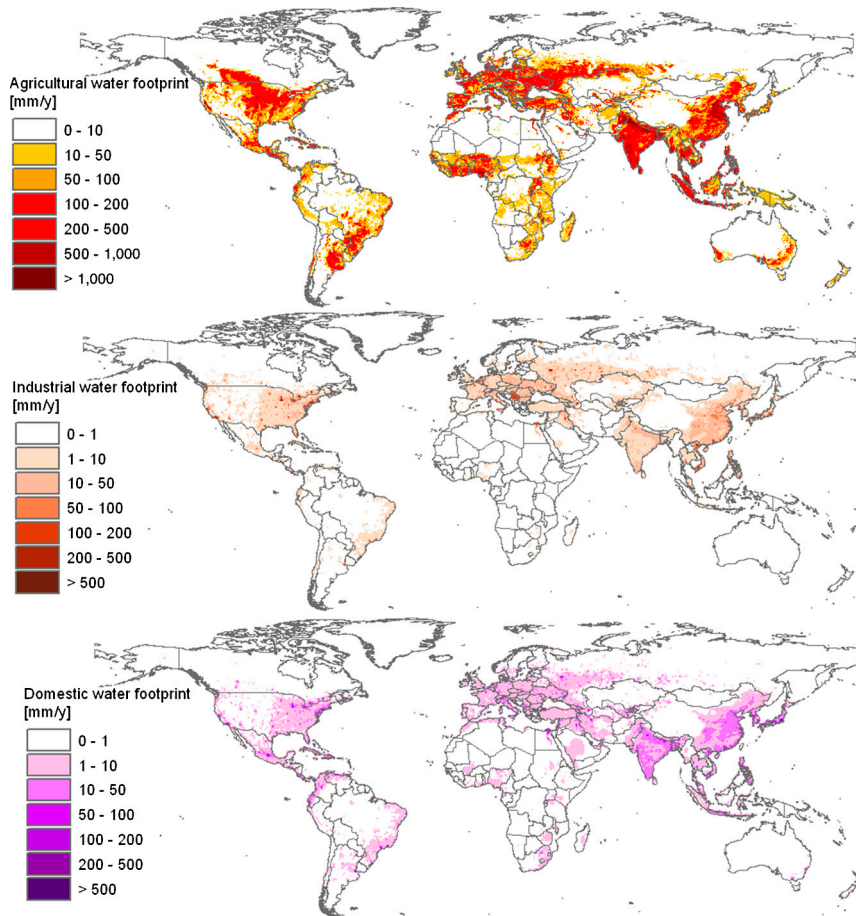 Agricultural water footprint
[mm/y]
0 - 10
10 - 50
50 - 100
100 - 200
200 - 500
500 - 1,000
> 1,000
Industrial water footprint
[mm/y]
0 - 1
1 - 10
10 - 50
50 - 100
100 - 200
200 - 500
> 500
Domestic water footprint
[mm/y]
0 - 1
1 - 10
10 - 50
50 - 100
100 - 200
200 - 500
> 500